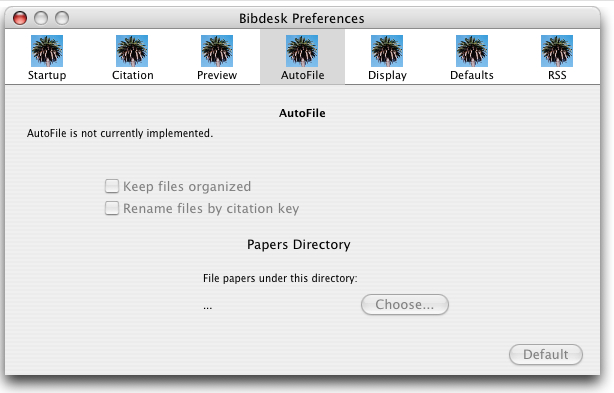 Bibdesk Preferences
Startup Citation Preview AutoFile Display Defaults RSS
AutoFile
AutoFile is not currently implemented.
Keep files organized
Rename files by citation key
Papers Directory
File papers under this directory:
... Choose...
Default